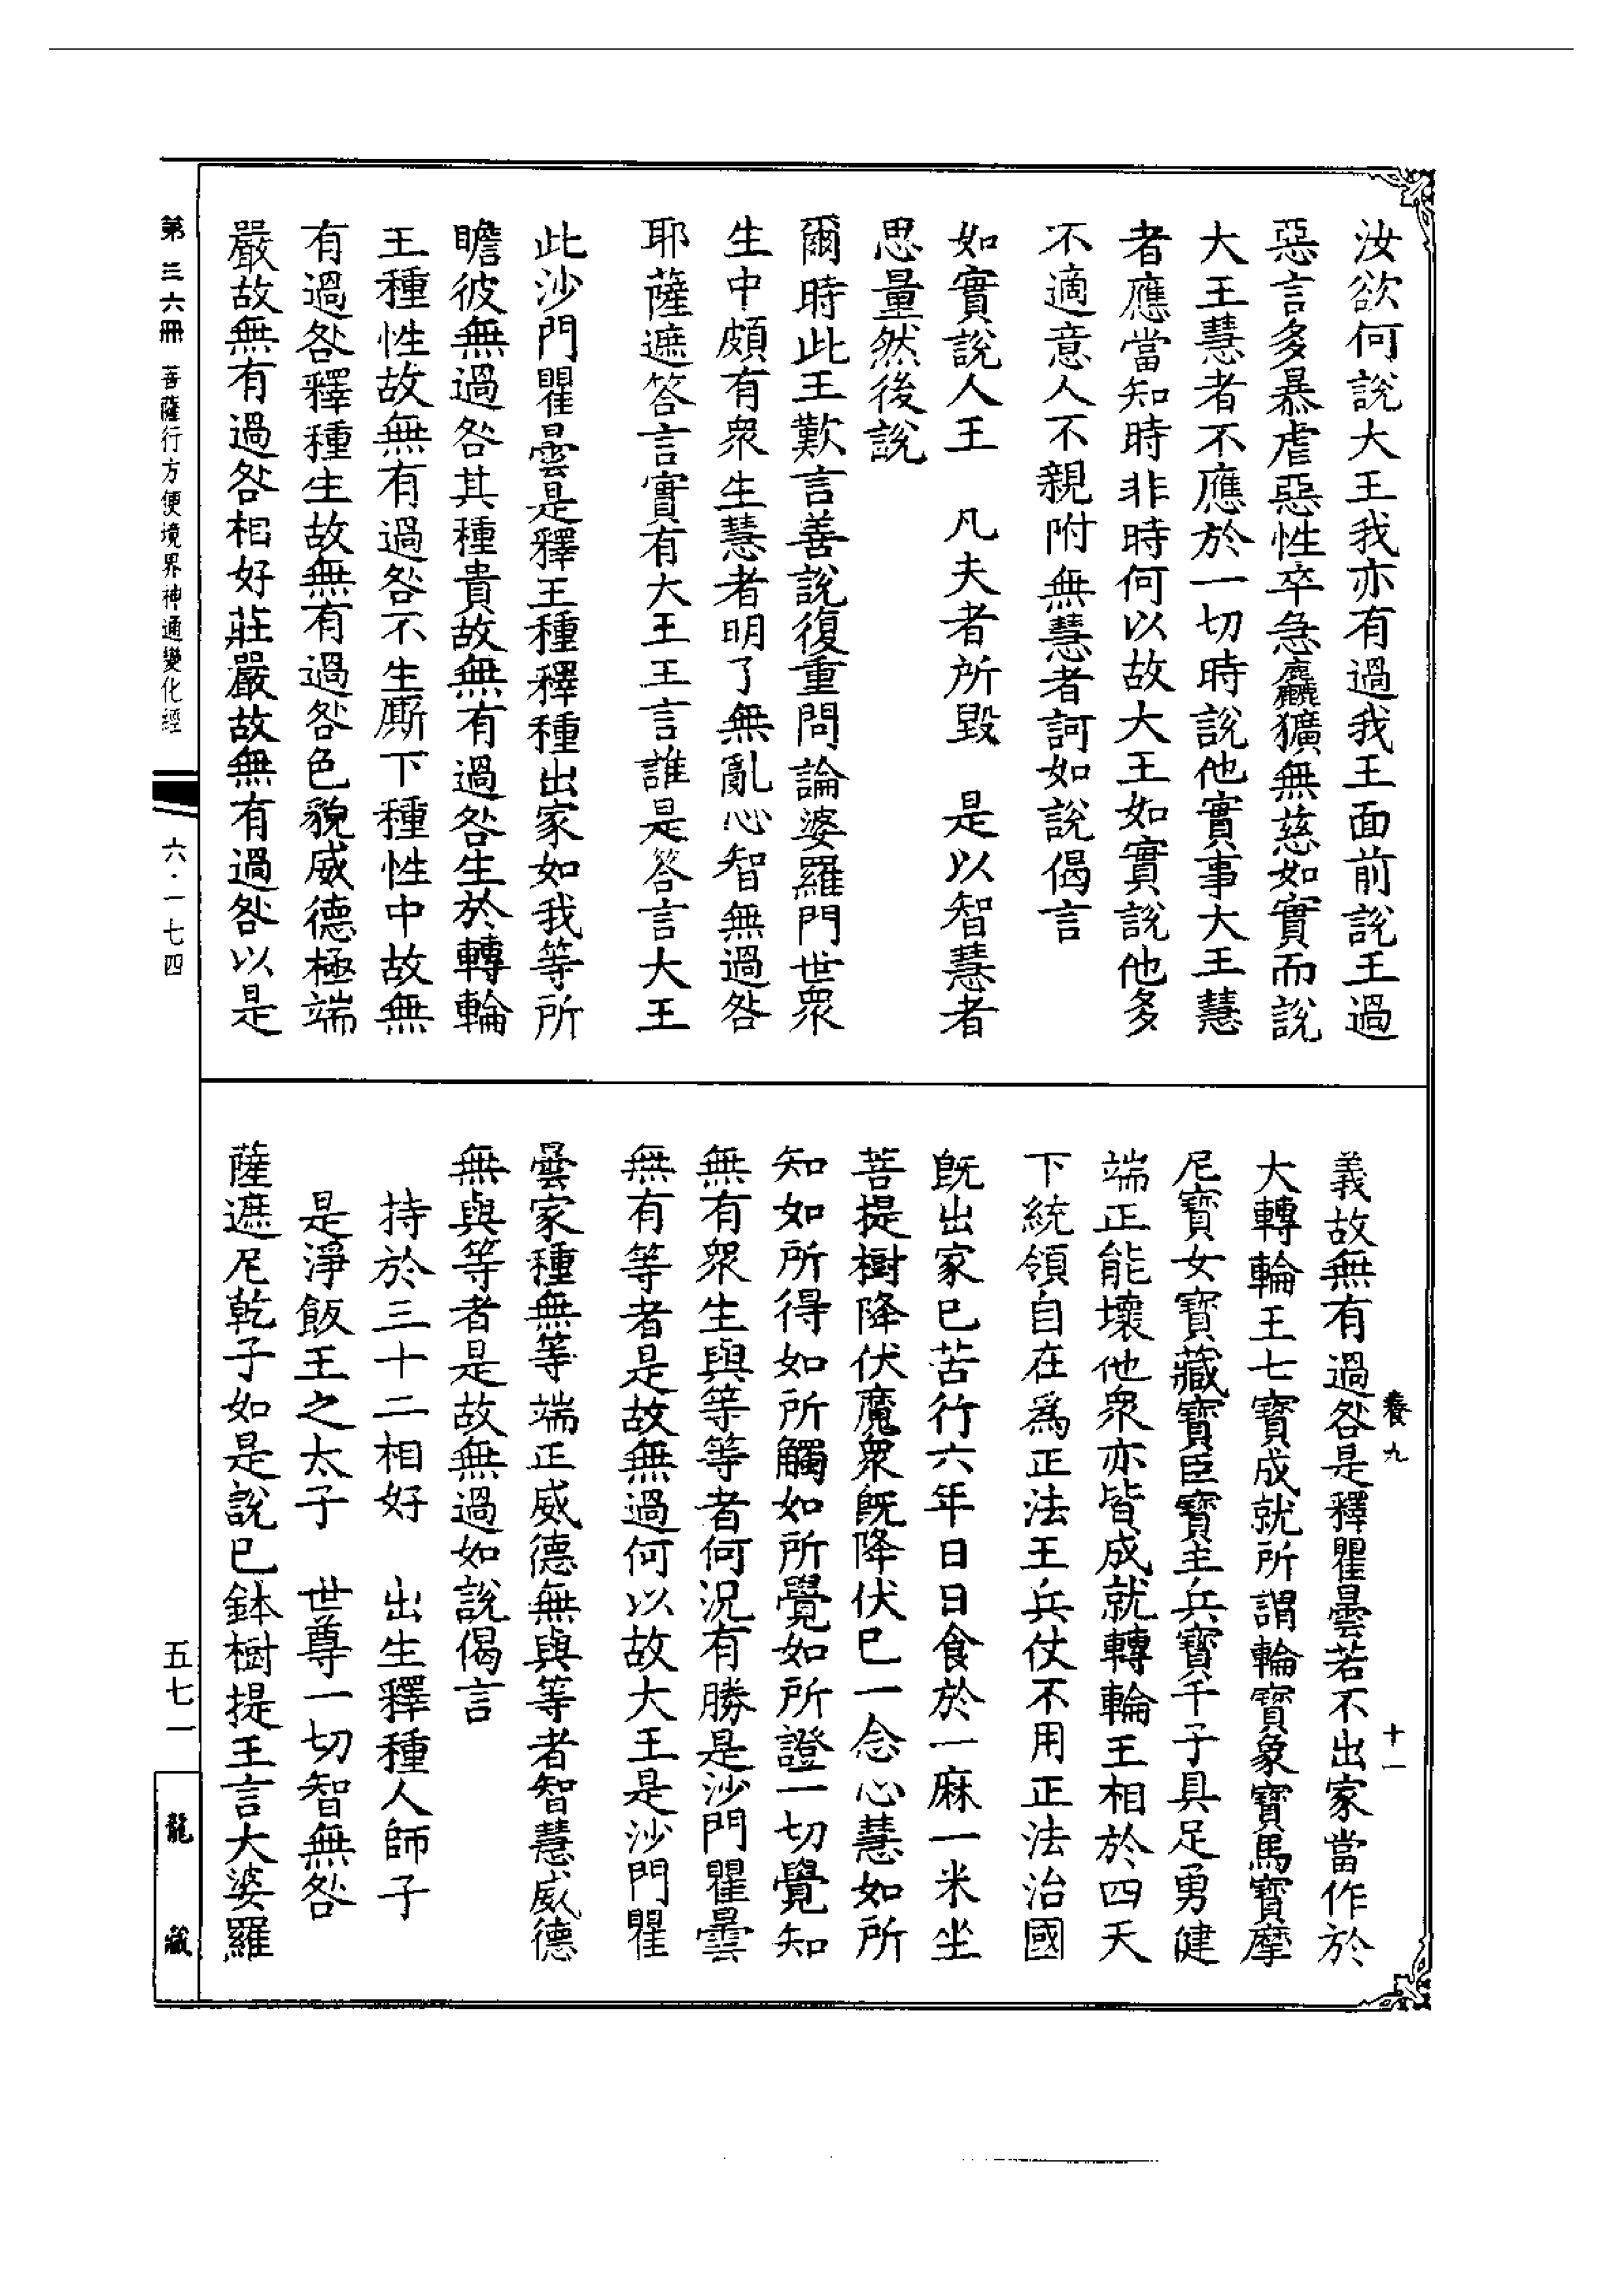 汝欲何說大王我亦有過我王面前說王過
惡言多暴虐惡性卒急麤獷無慈如實而說
大王慧者不應於一切時說他實事大王慧
者應當知時非時何以故大王如實說他多
不適意人不親附無慧者訶如說偈言
如實說人王　凡夫者所毀　是以智慧者
思量然後說
爾時此王歎言善說復重問論婆羅門世衆
生中頗有衆生慧者明了無亂心智無過咎
耶薩遮答言實有大王王言誰是答言大王
此沙門瞿曇是釋王種釋種出家如我等所
瞻彼無過咎其種貴故無有過咎生於轉輪
王種性故無有過咎不生厮下種性中故無
有過咎釋種生故無有過咎色貌威德極端
嚴故無有過咎相好莊嚴故無有過咎以是
義故無有過咎是釋瞿曇若不出家當作於
大轉輪王七寶成就所謂輪寶象寶馬寶摩
尼寶女寶藏寶臣寶主兵寶千子具足勇健
端正能壞他衆亦皆成就轉輪王相於四天
下統領自在爲正法王兵仗不用正法治國
旣出家已苦行六年日日食於一麻一米坐
菩提樹降伏魔衆旣降伏已一念心慧如所
知如所得如所觸如所覺如所證一切覺知
無有衆生與等等者何況有勝是沙門瞿曇
無有等者是故無過何以故大王是沙門瞿
曇家種無等端正威德無與等者智慧威德
無與等者是故無過如說偈言
持於三十二相好　出生釋種人師子
是淨飯王之太子　世尊一切智無咎
薩遮尼乾子如是說已鉢樹提王言大婆羅
養九
十一
第三六冊　菩薩行方便境界神通變化經
六·一七四
五七一
龍藏